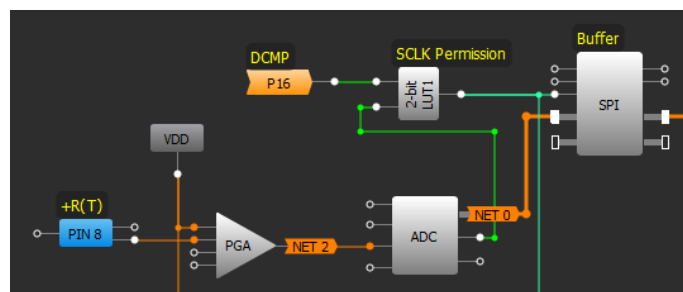 Buffer
DCMP
SCLK Permission
P16
2-bit
LUT1
SPI
VDD
+R(T)
PIN 8
PGA
NET 2
ADC
NET 0